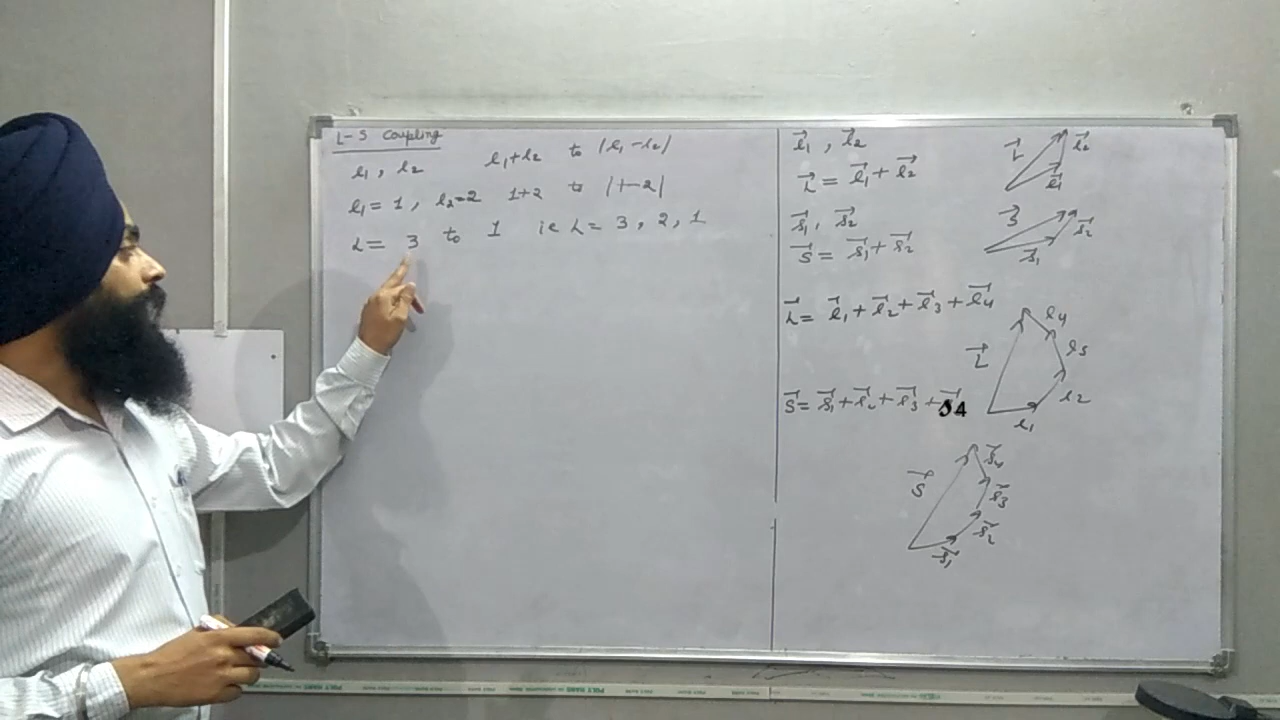 L-S Coupling
l₁, l₂ l₁+l₂ to |l₁-l₂|
l₁=1, l₂=2 1+2 to |1-2|
L= 3 to 1 ie L= 3, 2, 1
l⃗₁, l⃗₂
L⃗ = l⃗₁+l⃗₂
s⃗₁, s⃗₂
S⃗ = s⃗₁+s⃗₂
L⃗= l⃗₁+l⃗₂+l⃗₃+l⃗₄
S⃗= s⃗₁+s⃗₂+s⃗₃+s⃗4
L⃗ l⃗₂
l⃗₁
S⃗ s⃗₂
s⃗₁
l₄
L⃗ l₃
l₂
l₁
s⃗₄
S⃗ s⃗₃
s⃗₂
s⃗₁